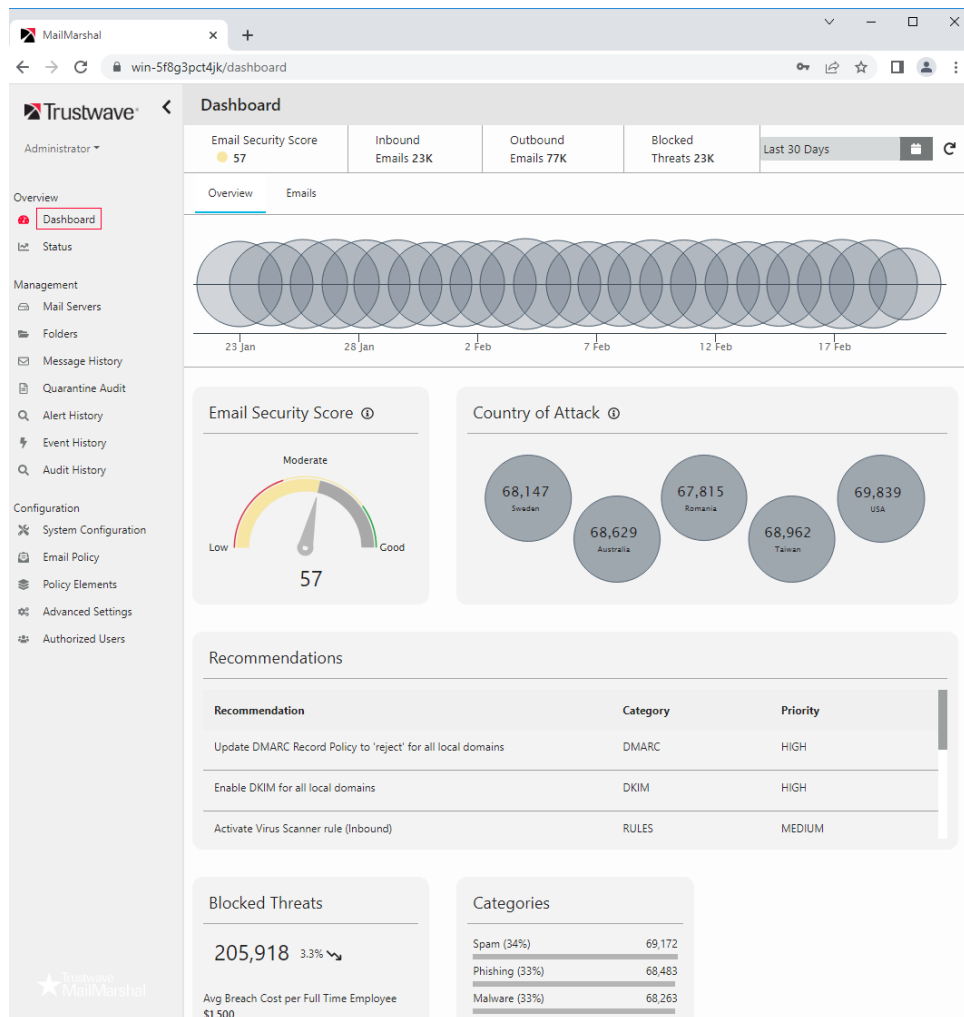 MailMarshal
win-5f8g3pct4jk/dashboard
Trustwave
Administrator
Overview
Dashboard
Status
Management
Mail Servers
Folders
Message History
Quarantine Audit
Alert History
Event History
Audit History
Configuration
System Configuration
Email Policy
Policy Elements
Advanced Settings
Authorized Users
Trustwave
MailMarshal
Dashboard
Email Security Score
57
Inbound
Emails 23K
Outbound
Emails 77K
Blocked
Threats 23K
Last 30 Days
Overview Emails
23 Jan 28 Jan 2 Feb 7 Feb 12 Feb 17 Feb
Email Security Score
Moderate
Low Good
57
Country of Attack
68,147
Sweden
68,629
Australia
67,815
Romania
68,962
Taiwan
69,839
USA
Recommendations
Recommendation Category Priority
Update DMARC Record Policy to 'reject' for all local domains DMARC HIGH
Enable DKIM for all local domains DKIM HIGH
Activate Virus Scanner rule (Inbound) RULES MEDIUM
Blocked Threats
205,918 3.3%
Avg Breach Cost per Full Time Employee
$1,500
Categories
Spam (34%) 69,172
Phishing (33%) 68,483
Malware (33%) 68,263